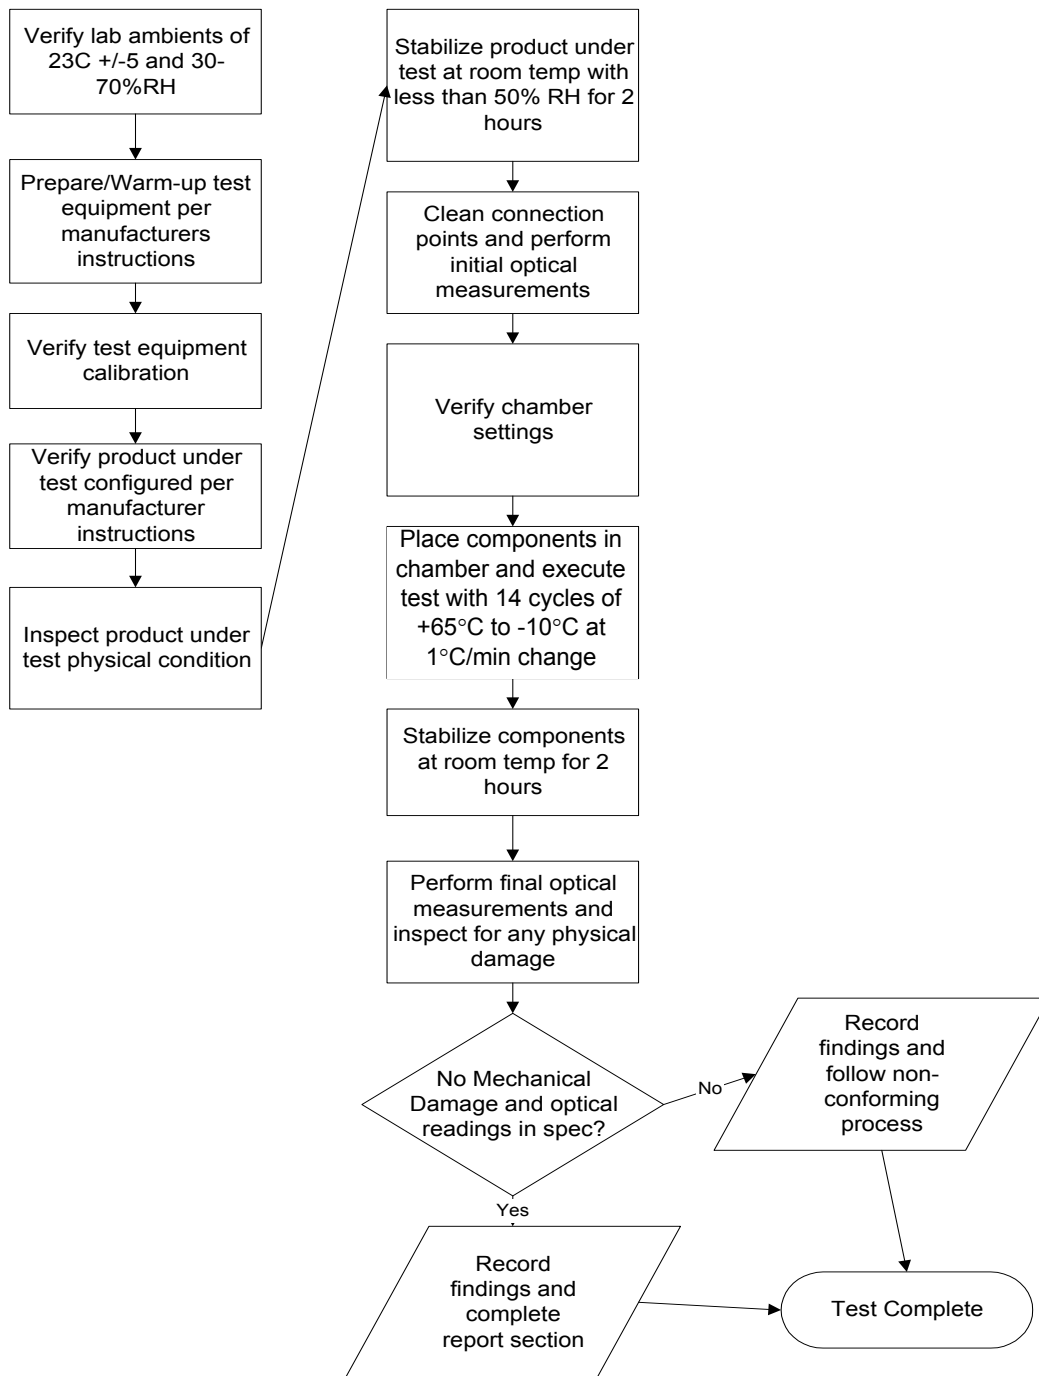 Verify lab ambients of
23C +/-5 and 30-
70%RH
Prepare/Warm-up test
equipment per
manufacturers
instructions
Verify test equipment
calibration
Verify product under
test configured per
manufacturer
instructions
Inspect product under
test physical condition
Stabilize product under
test at room temp with
less than 50% RH for 2
hours
Clean connection
points and perform
initial optical
measurements
Verify chamber
settings
Place components in
chamber and execute
test with 14 cycles of
+65°C to -10°C at
1°C/min change
Stabilize components
at room temp for 2
hours
Perform final optical
measurements and
inspect for any physical
damage
No Mechanical
Damage and optical
readings in spec?
No
Record
findings and
follow non-
conforming
process
Yes
Record
findings and
complete
report section
Test Complete